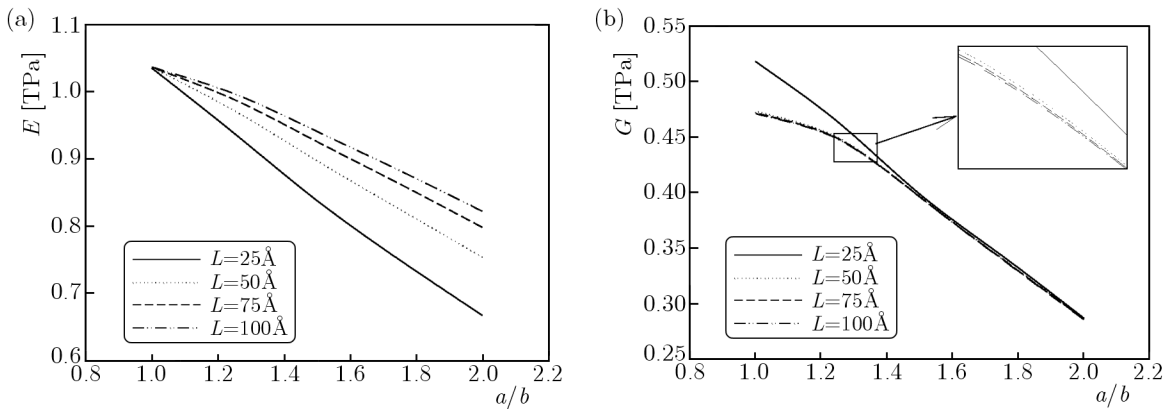 (a)
E [TPa]
1.1
1.0
0.9
0.8
0.7
0.6
0.8 1.0 1.2 1.4 1.6 1.8 2.0 2.2
a/b
L=25Å
L=50Å
L=75Å
L=100Å
(b)
G [TPa]
0.55
0.50
0.45
0.40
0.35
0.30
0.25
0.8 1.0 1.2 1.4 1.6 1.8 2.0 2.2
a/b
L=25Å
L=50Å
L=75Å
L=100Å